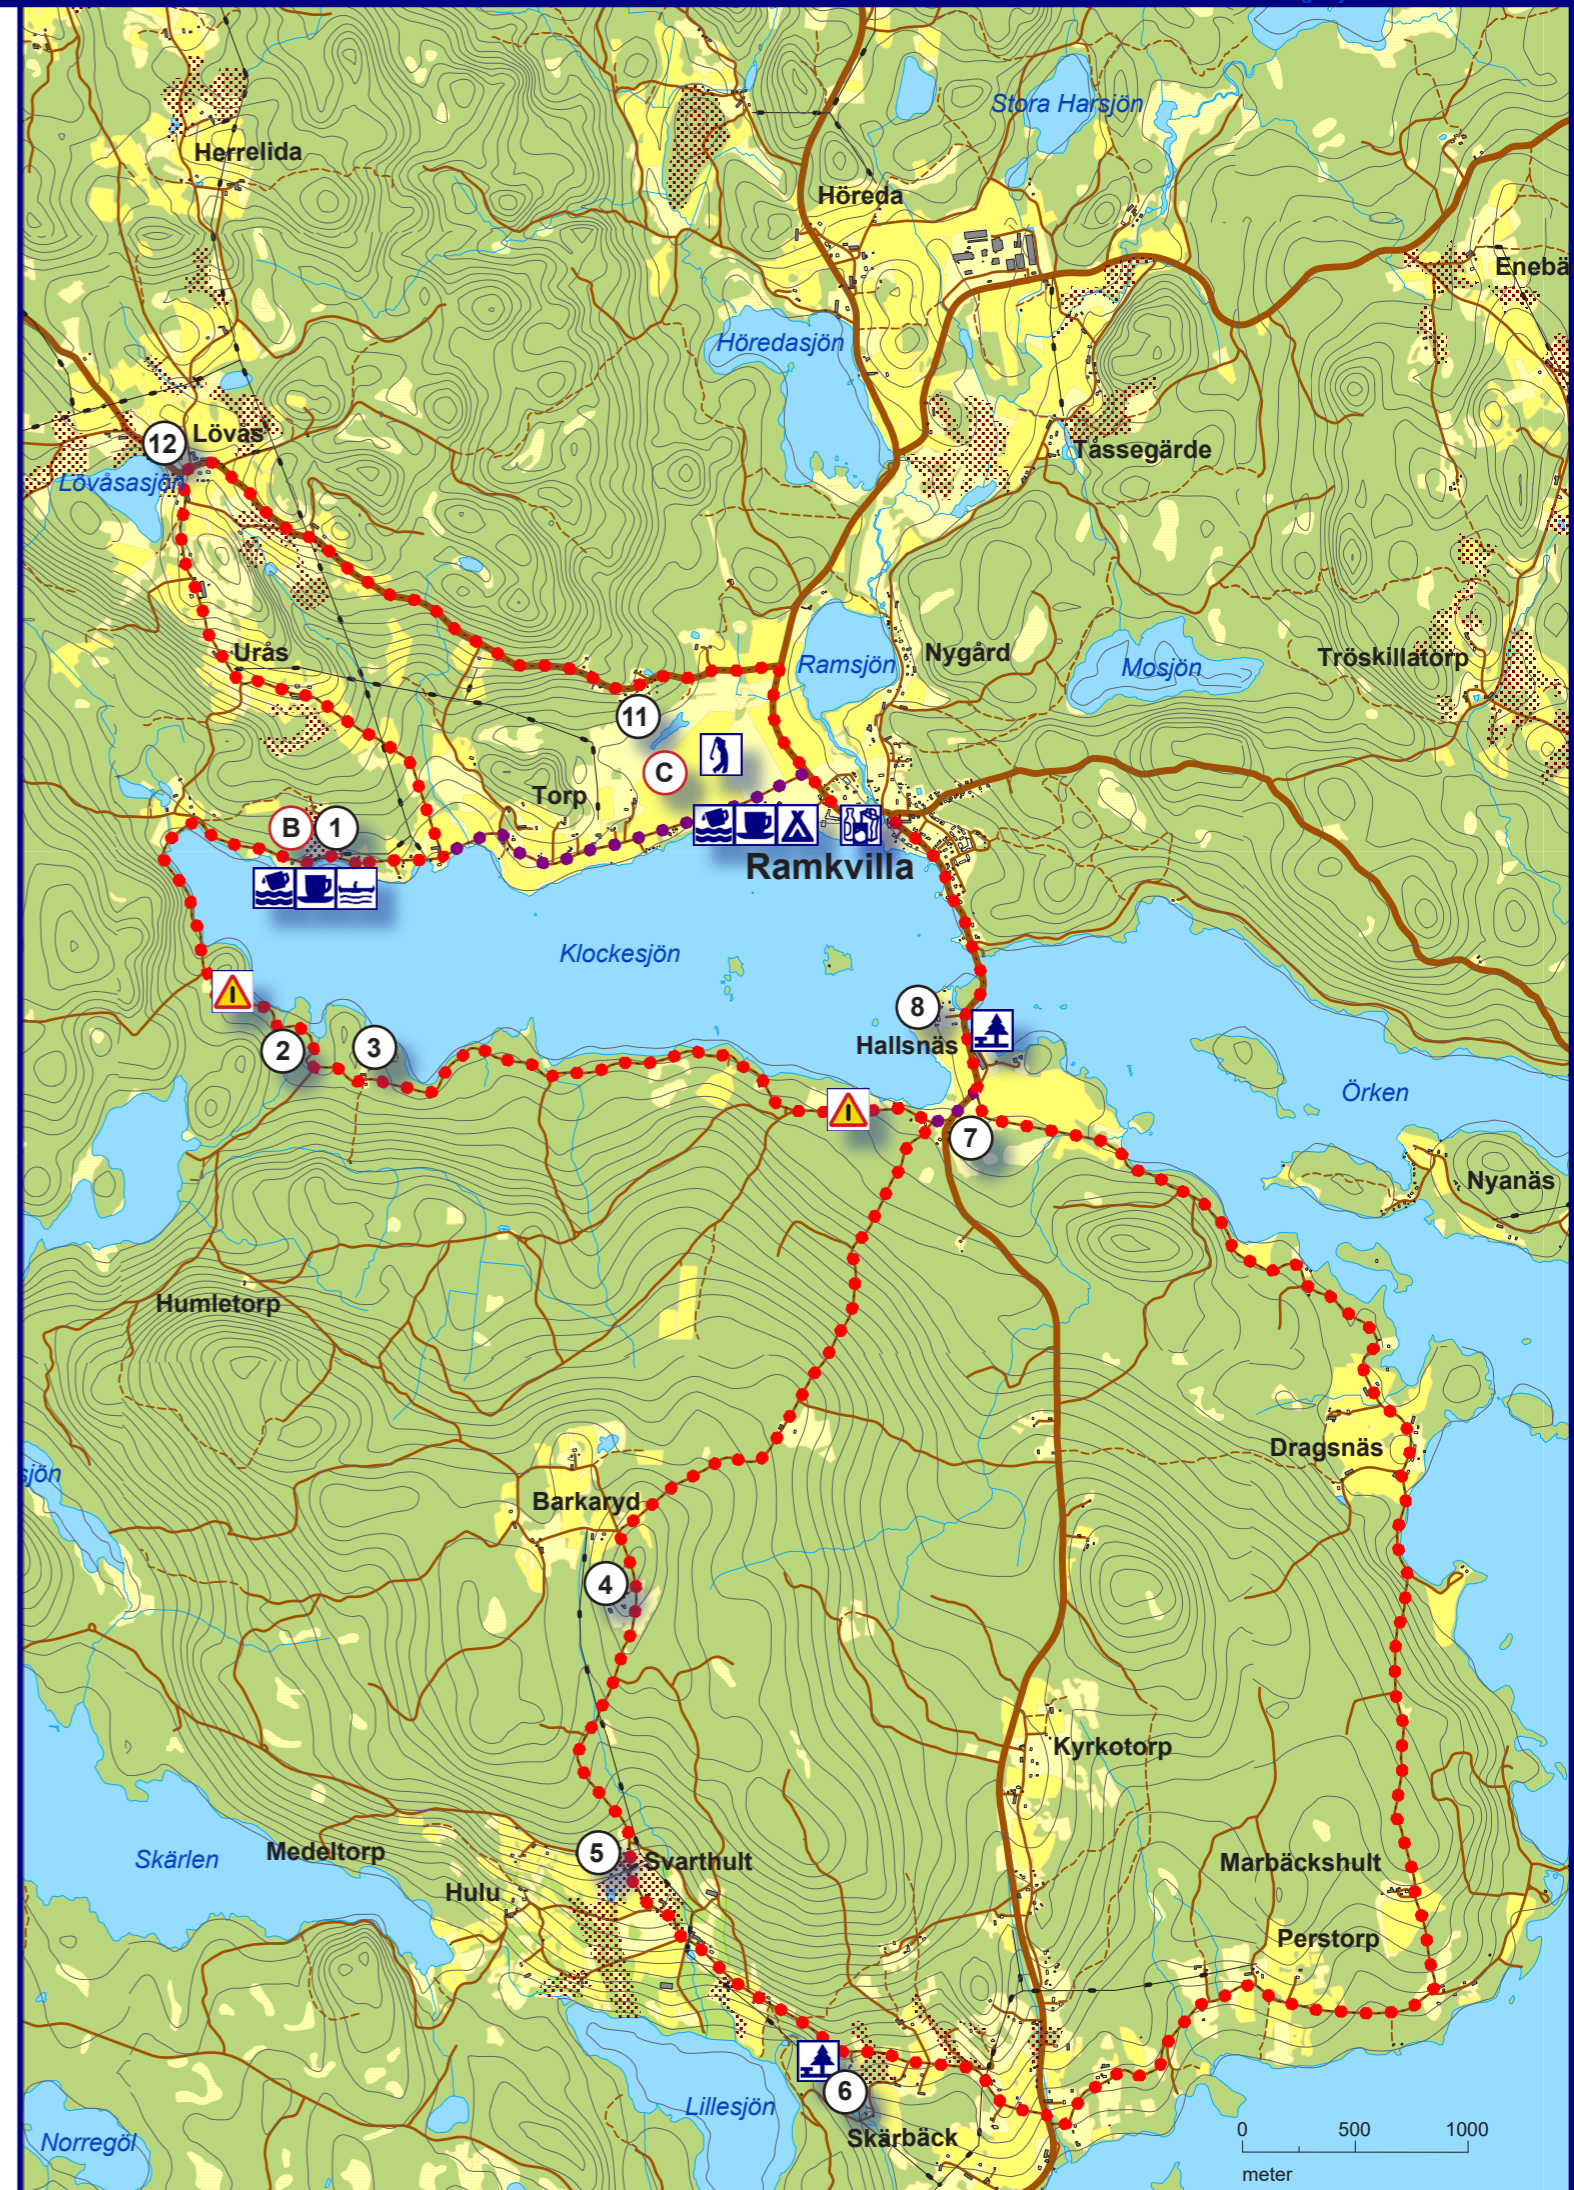 Stora Harsjön
Herrelida
Höreda
Enebä
Höredasjön
12
Lövås
Tåssegärde
Lövåsasjön
Urås
Ramsjön
Nygård
Mosjön
Tröskillatorp
11
C
Torp
B
1
Ramkvilla
Klockesjön
8
2
3
Hallsnäs
Örken
7
Nyanäs
Humletorp
Dragsnäs
sjön
Barkaryd
4
Kyrkotorp
5
Skärlen
Medeltorp
Svarthult
Marbäckshult
Hulu
Perstorp
6
Lillesjön
Skärbäck
Norregöl
0 500 1000
meter